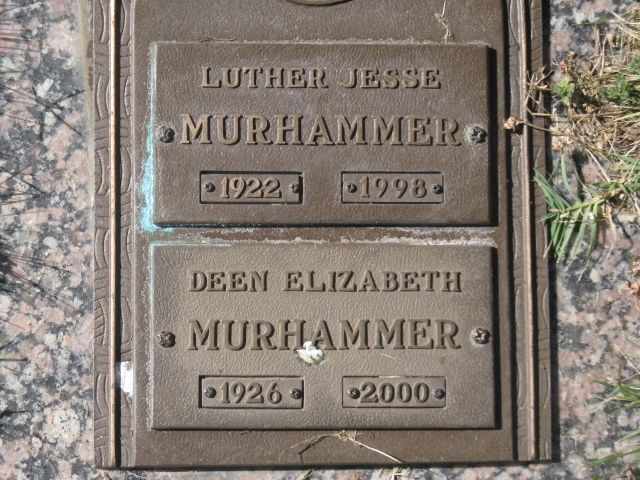 LUTHER JESSE
MURHAMMER
1922 1998
DEEN ELIZABETH
MURHAMMER
1926 2000